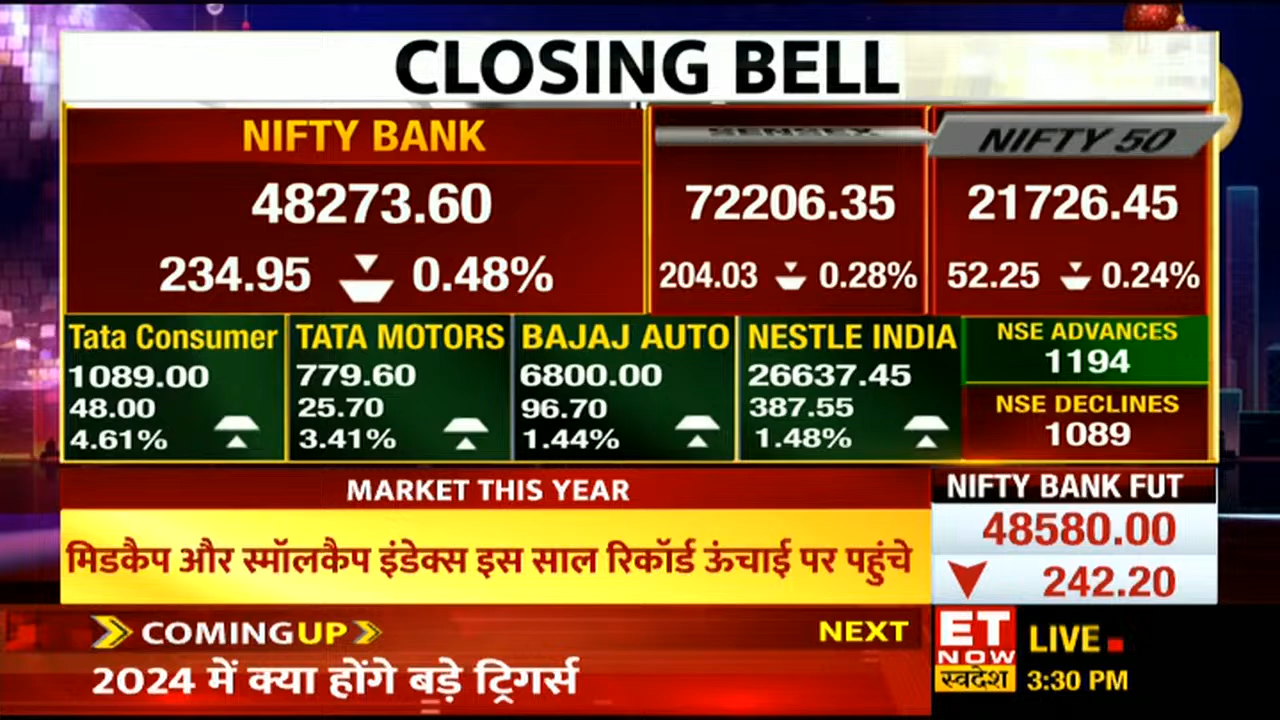 CLOSING BELL
NIFTY BANK
48273.60
234.95 0.48%
SENSEX
72206.35
204.03 0.28%
NIFTY 50
21726.45
52.25 0.24%
Tata Consumer
1089.00
48.00
4.61%
TATA MOTORS
779.60
25.70
3.41%
BAJAJ AUTO
6800.00
96.70
1.44%
NESTLE INDIA
26637.45
387.55
1.48%
NSE ADVANCES
1194
NSE DECLINES
1089
MARKET THIS YEAR
मिडकैप और स्मॉलकैप इंडेक्स इस साल रिकॉर्ड ऊंचाई पर पहुंचे
NIFTY BANK FUT
48580.00
242.20
COMING UP
NEXT
2024 में क्या होंगे बड़े ट्रिगर्स
ET
NOW
स्वदेश
LIVE
3:30 PM